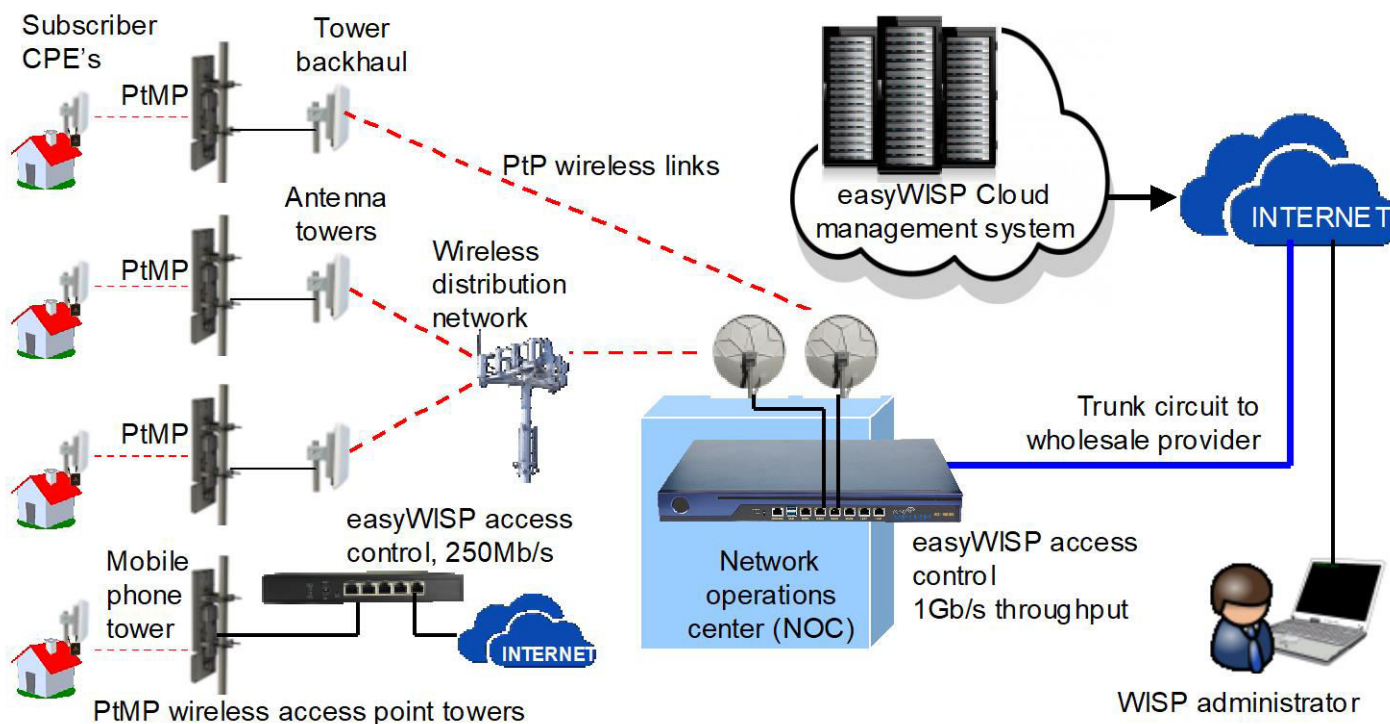 Subscriber
CPE's
Tower
backhaul
PtMP
PtP wireless links
easyWISP Cloud
management system
INTERNET
Antenna
towers
PtMP
Wireless
distribution
network
PtMP
Trunk circuit to
wholesale provider
easyWISP access
control, 250Mb/s
Mobile
phone
tower
INTERNET
Network
operations
center (NOC)
easyWISP access
control
1Gb/s throughput
PtMP wireless access point towers
WISP administrator